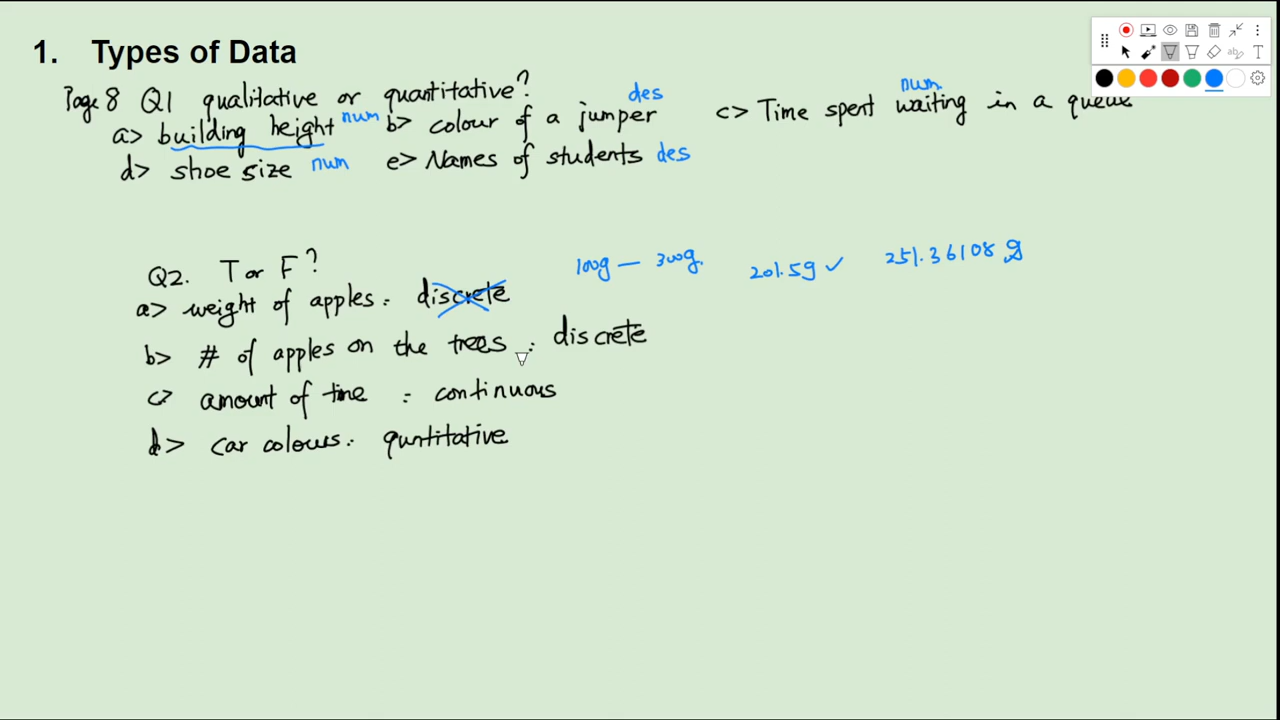 1. Types of Data
Page 8 Q1 qualitative or quantitative?
a> building height num b> colour of a jumper des c> Time spent waiting in a queue num
d> shoe size num e> Names of students des
Q2. T or F?
100g — 300g. 201.5g ✓ 251.36108 g
a> weight of apples: discrete
b> # of apples on the trees: discrete
c> amount of time : continuous
d> car colours: quntitative